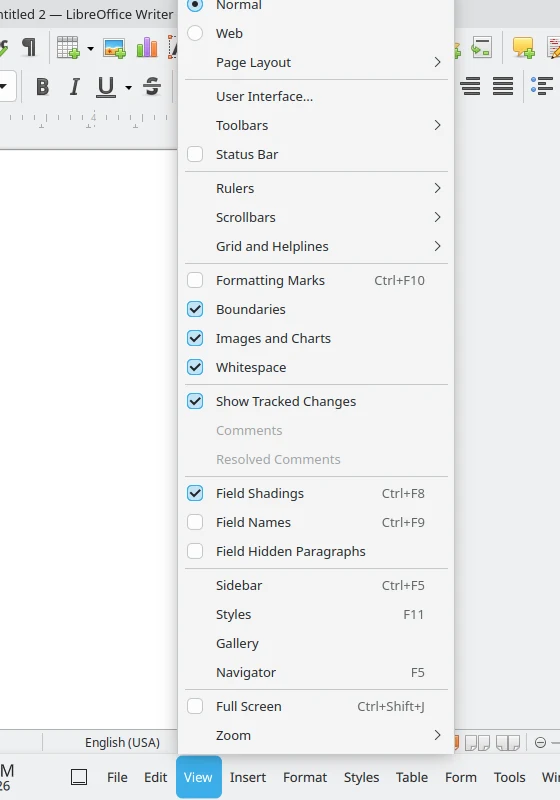 ntitled 2 — LibreOffice Writer
Normal
Web
Page Layout
User Interface...
Toolbars
Status Bar
Rulers
Scrollbars
Grid and Helplines
Formatting Marks Ctrl+F10
Boundaries
Images and Charts
Whitespace
Show Tracked Changes
Comments
Resolved Comments
Field Shadings Ctrl+F8
Field Names Ctrl+F9
Field Hidden Paragraphs
Sidebar Ctrl+F5
Styles F11
Gallery
Navigator F5
Full Screen Ctrl+Shift+J
Zoom
B I U S
English (USA)
M
26
File Edit View Insert Format Styles Table Form Tools Win